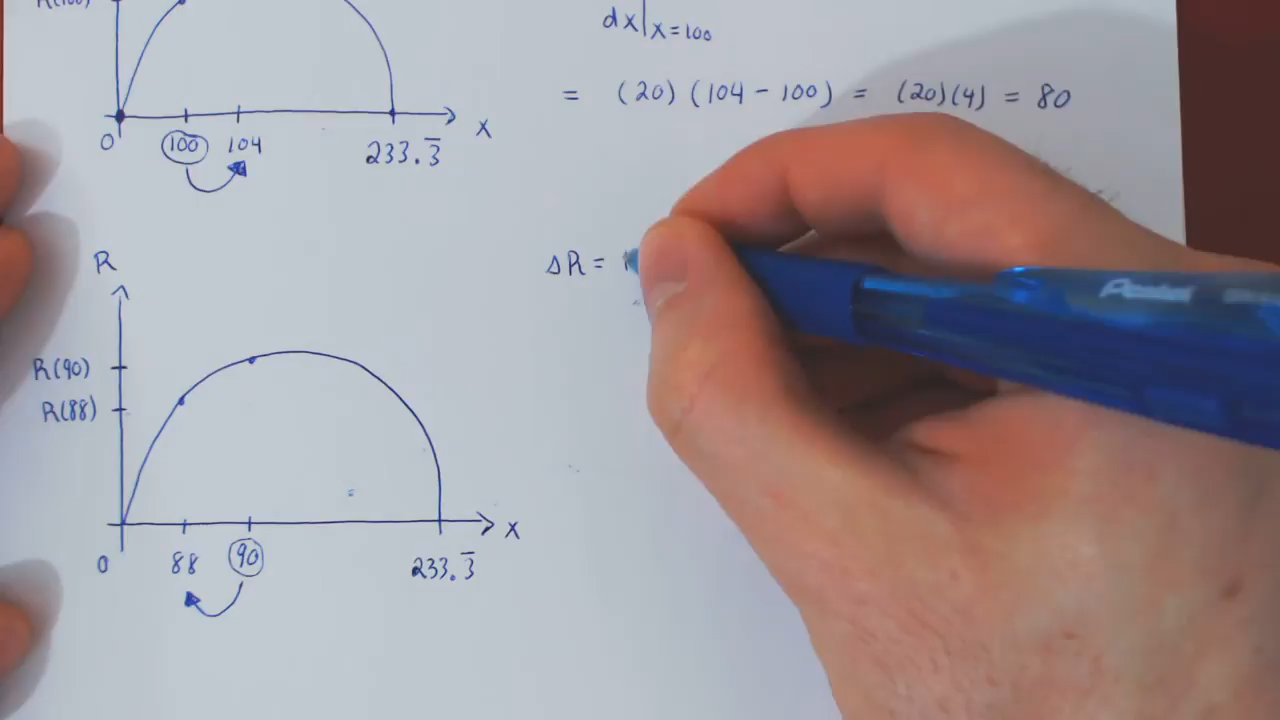 R(100)
dx|x=100
= (20)(104-100) = (20)(4) = 80
0 100 104 233.3̅ X
R
ΔR =
Pentel
R(90)
R(88)
0 88 90 233.3̅ X